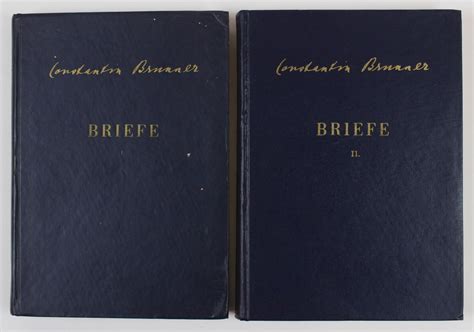 Constantin Brunner
BRIEFE
Constantin Brunner
BRIEFE
II.